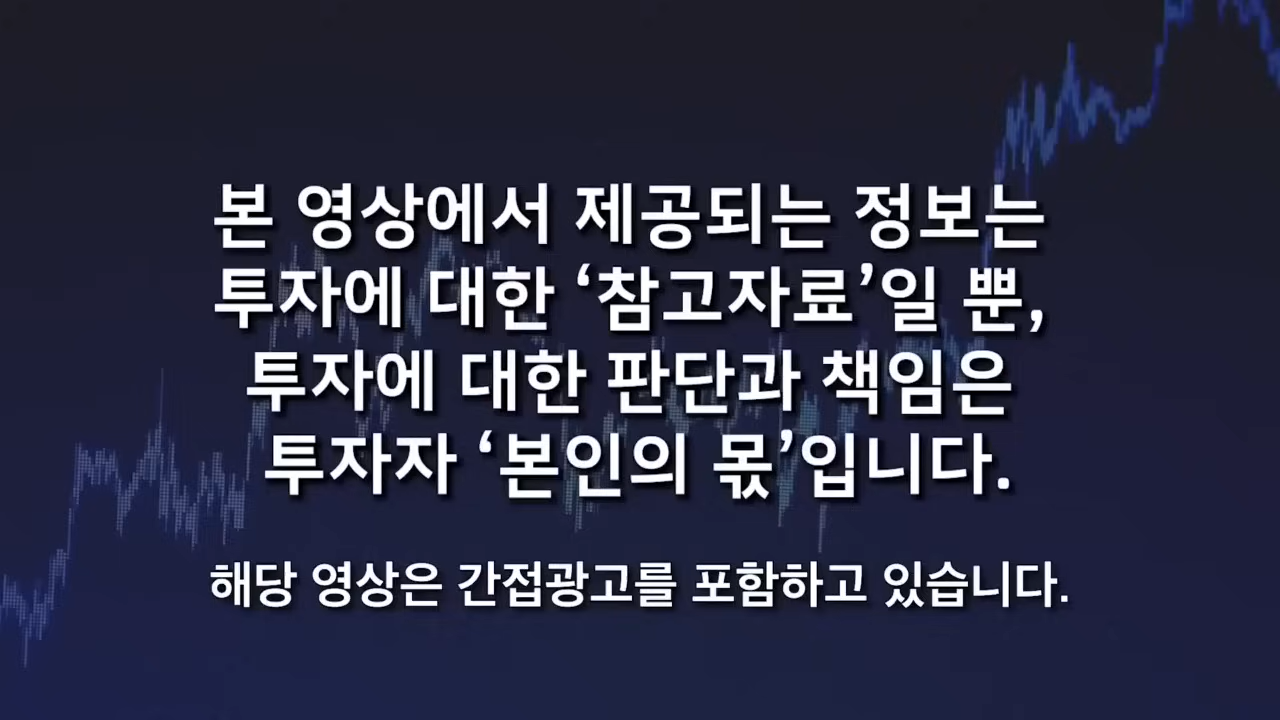 본 영상에서 제공되는 정보는
투자에 대한 ‘참고자료’일 뿐,
투자에 대한 판단과 책임은
투자자 ‘본인의 몫’입니다.
해당 영상은 간접광고를 포함하고 있습니다.